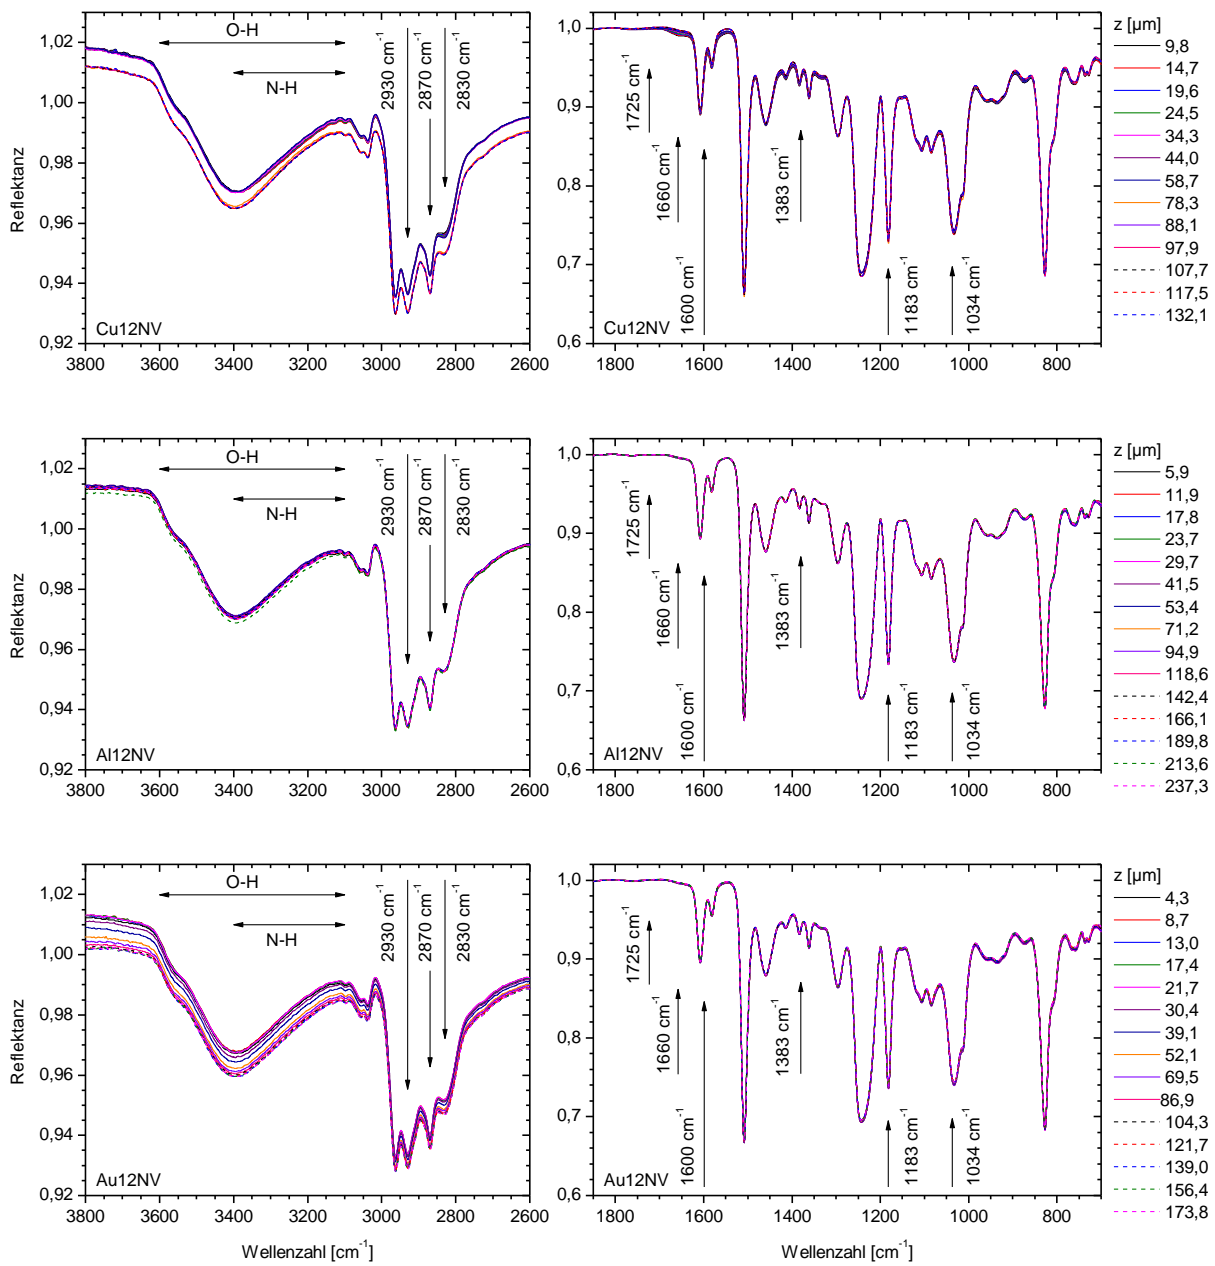 1,02
1,00
0,98
0,96
0,94
0,92
Reflektanz
O-H
N-H
2930 cm⁻¹
2870 cm⁻¹
2830 cm⁻¹
Cu12NV
3800 3600 3400 3200 3000 2800 2600
1,0
0,9
0,8
0,7
0,6
1725 cm⁻¹
1660 cm⁻¹
1600 cm⁻¹
1383 cm⁻¹
1183 cm⁻¹
1034 cm⁻¹
Cu12NV
1800 1600 1400 1200 1000 800
z [µm]
9,8
14,7
19,6
24,5
34,3
44,0
58,7
78,3
88,1
97,9
107,7
117,5
132,1
1,02
1,00
0,98
0,96
0,94
0,92
Reflektanz
O-H
N-H
2930 cm⁻¹
2870 cm⁻¹
2830 cm⁻¹
Al12NV
3800 3600 3400 3200 3000 2800 2600
1,0
0,9
0,8
0,7
0,6
1725 cm⁻¹
1660 cm⁻¹
1600 cm⁻¹
1383 cm⁻¹
1183 cm⁻¹
1034 cm⁻¹
Al12NV
1800 1600 1400 1200 1000 800
z [µm]
5,9
11,9
17,8
23,7
29,7
41,5
53,4
71,2
94,9
118,6
142,4
166,1
189,8
213,6
237,3
1,02
1,00
0,98
0,96
0,94
0,92
Reflektanz
O-H
N-H
2930 cm⁻¹
2870 cm⁻¹
2830 cm⁻¹
Au12NV
3800 3600 3400 3200 3000 2800 2600
Wellenzahl [cm⁻¹]
1,0
0,9
0,8
0,7
0,6
1725 cm⁻¹
1660 cm⁻¹
1600 cm⁻¹
1383 cm⁻¹
1183 cm⁻¹
1034 cm⁻¹
Au12NV
1800 1600 1400 1200 1000 800
Wellenzahl [cm⁻¹]
z [µm]
4,3
8,7
13,0
17,4
21,7
30,4
39,1
52,1
69,5
86,9
104,3
121,7
139,0
156,4
173,8